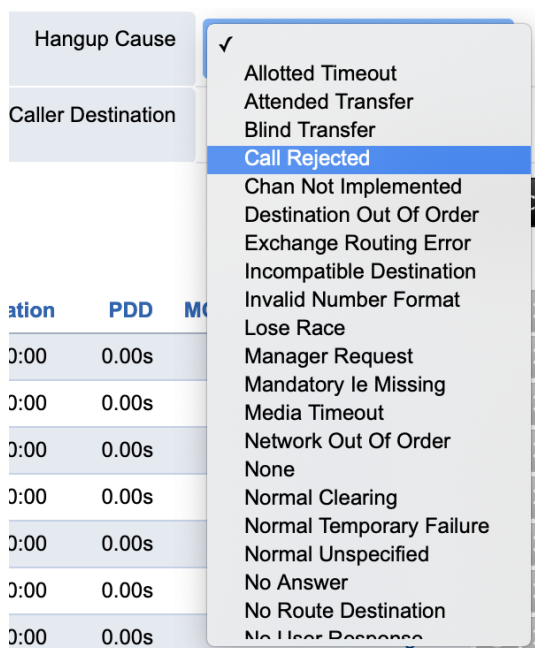 Hangup Cause
✓
Allotted Timeout
Attended Transfer
Caller Destination
Blind Transfer
Call Rejected
Chan Not Implemented
Destination Out Of Order
Exchange Routing Error
Incompatible Destination
Invalid Number Format
PDD
Lose Race
0.00s
Manager Request
Mandatory Ie Missing
0.00s
Media Timeout
Network Out Of Order
0.00s
None
Normal Clearing
0.00s
Normal Temporary Failure
0.00s
Normal Unspecified
No Answer
0.00s
No Route Destination
0.00s
No User Response